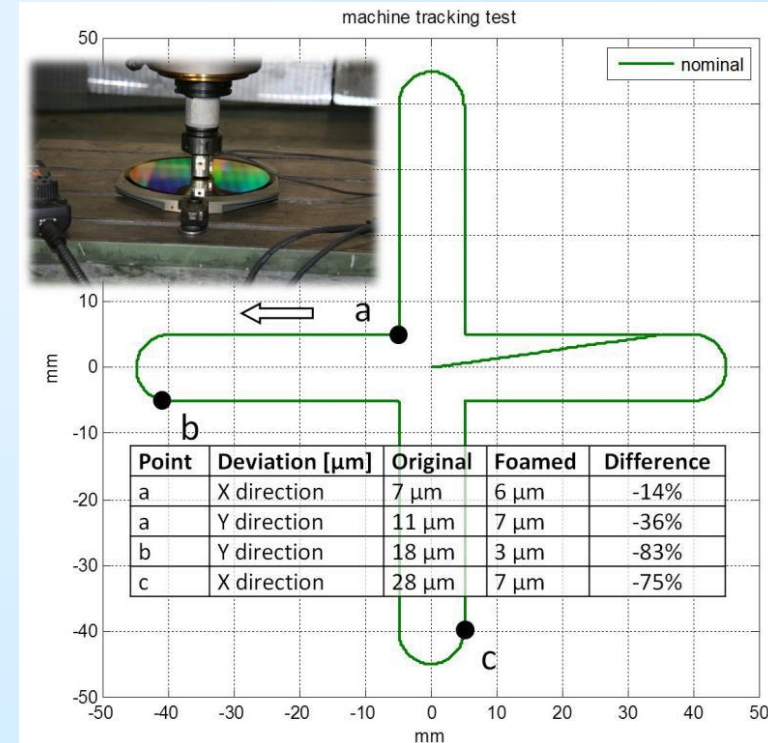 machine tracking test
50
nominal
10
a
0
mm
b
-10
Point Deviation [µm] Original Foamed Difference
a X direction 7 µm 6 µm -14%
-20
a Y direction 11 µm 7 µm -36%
b Y direction 18 µm 3 µm -83%
-30
c X direction 28 µm 7 µm -75%
-40
c
50
-50 -40 -30 -20 -10 0 10 20 30 40 50
mm